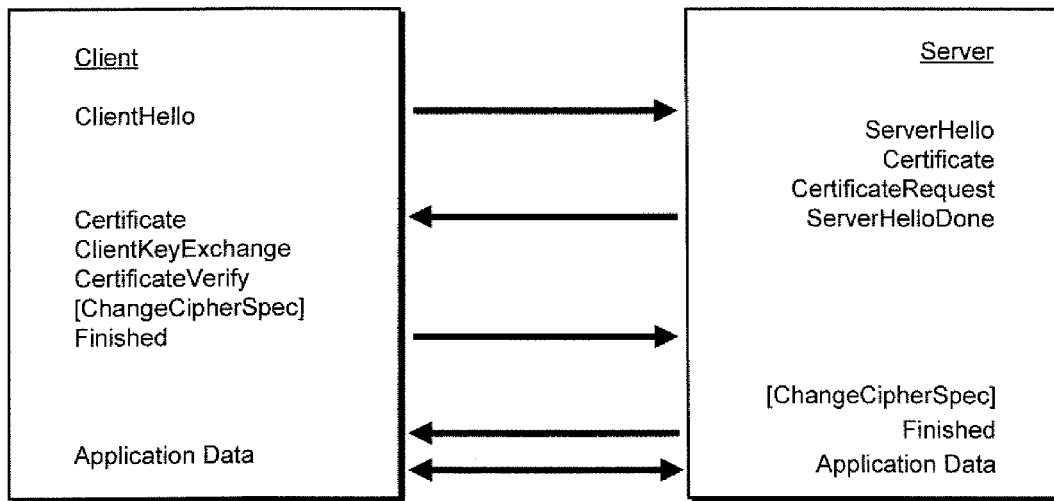 Client
Server
ClientHello
ServerHello
Certificate
CertificateRequest
ServerHelloDone
Certificate
ClientKeyExchange
CertificateVerify
[ChangeCipherSpec]
Finished
[ChangeCipherSpec]
Finished
Application Data
Application Data